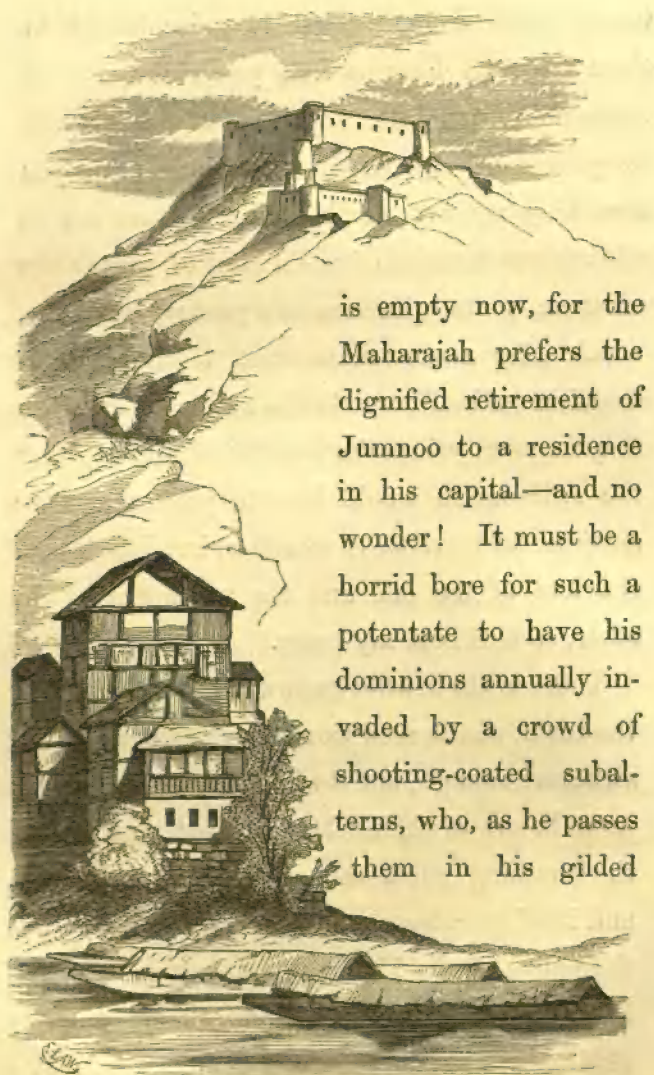 is empty now, for the
Maharajah prefers the
dignified retirement of
Jumnoo to a residence
in his capital—and no
wonder! It must be a
horrid bore for such a
potentate to have his
dominions annually in-
vaded by a crowd of
shooting-coated subal-
terns, who, as he passes
them in his gilded